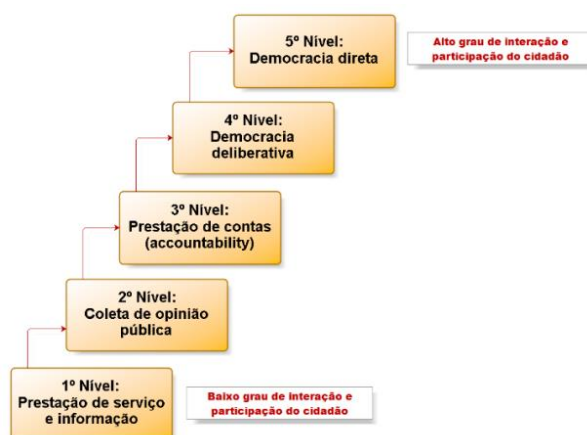 5º Nível:
Democracia direta
Alto grau de interação e
participação do cidadão
4º Nível:
Democracia
deliberativa
3º Nível:
Prestação de contas
(accountability)
2º Nível:
Coleta de opinião
pública
1º Nível:
Prestação de serviço
e informação
Baixo grau de interação e
participação do cidadão